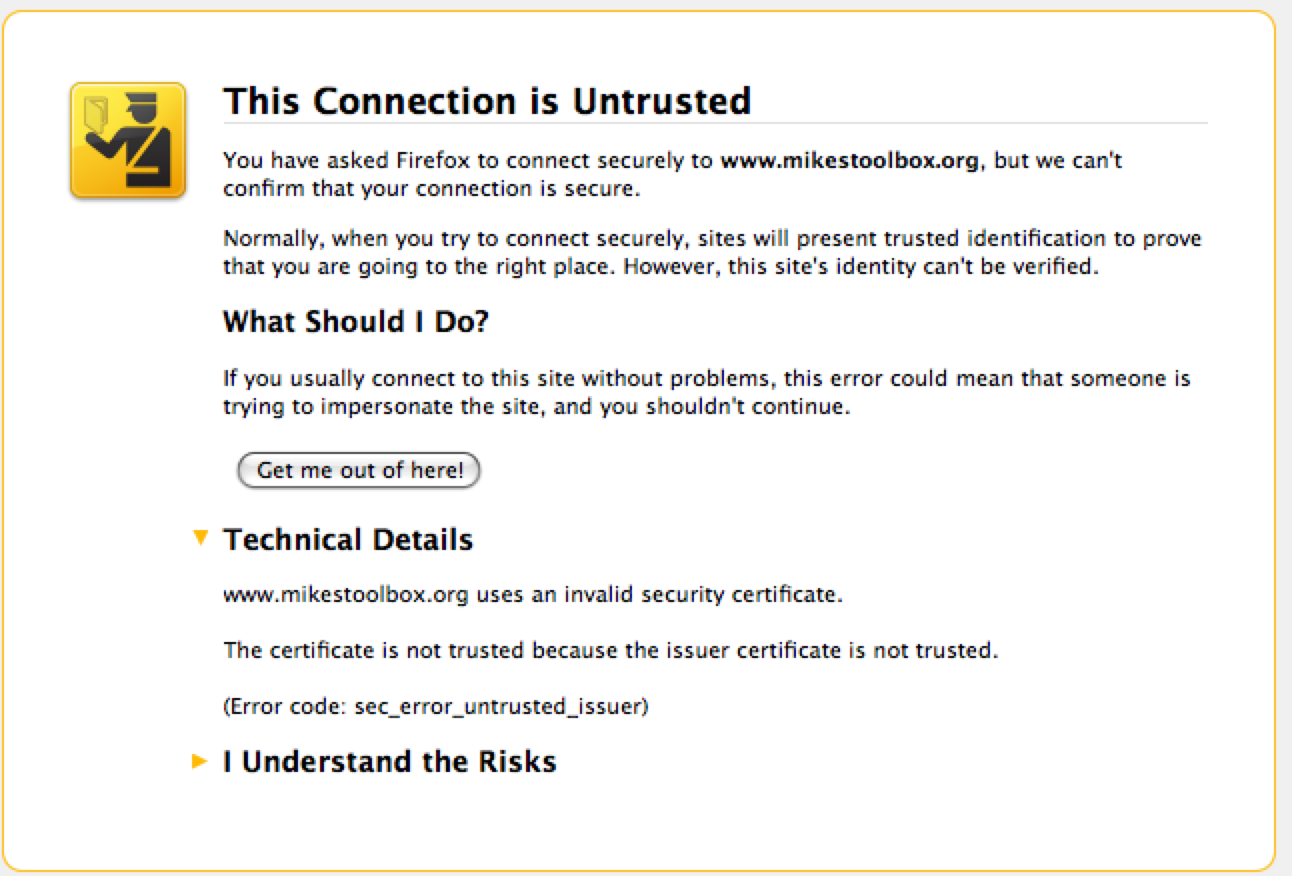 This Connection is Untrusted
You have asked Firefox to connect securely to www.mikestoolbox.org, but we can't
confirm that your connection is secure.
Normally, when you try to connect securely, sites will present trusted identification to prove
that you are going to the right place. However, this site's identity can't be verified.
What Should I Do?
If you usually connect to this site without problems, this error could mean that someone is
trying to impersonate the site, and you shouldn't continue.
Get me out of here!
Technical Details
www.mikestoolbox.org uses an invalid security certificate.
The certificate is not trusted because the issuer certificate is not trusted.
(Error code: sec_error_untrusted_issuer)
I Understand the Risks